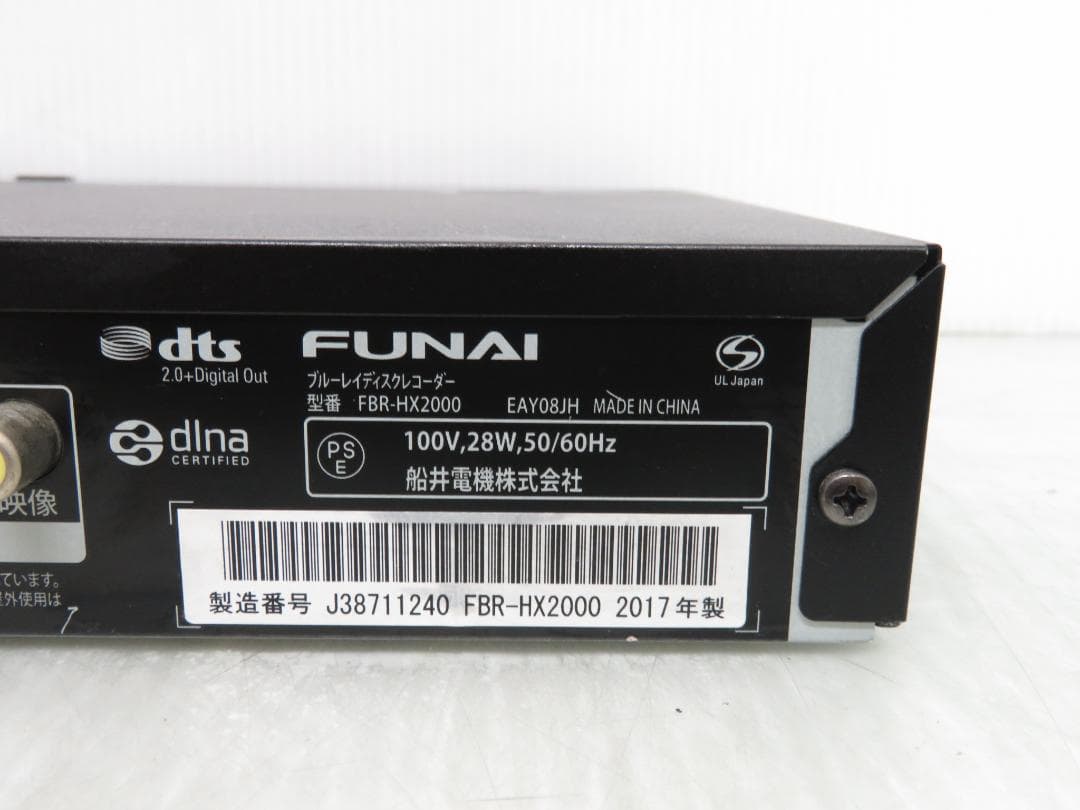 dts
2.0+Digital Out
FUNAI
ブルーレイディスクレコーダー
型番 FBR-HX2000 EAY08JH MADE IN CHINA
S
UL Japan
dlna
CERTIFIED
PS
E
100V,28W,50/60Hz
船井電機株式会社
映像
ています。
屋外使用は
製造番号 J38711240 FBR-HX2000 2017年製